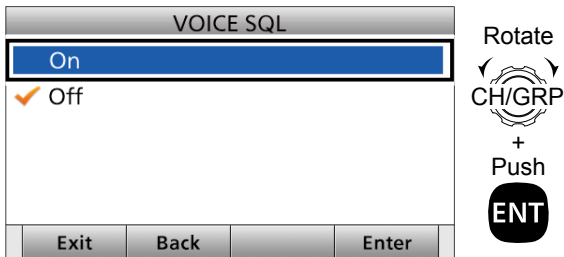 VOICE SQL
On
Off
Exit Back Enter
Rotate
CH/GRP
+
Push
ENT